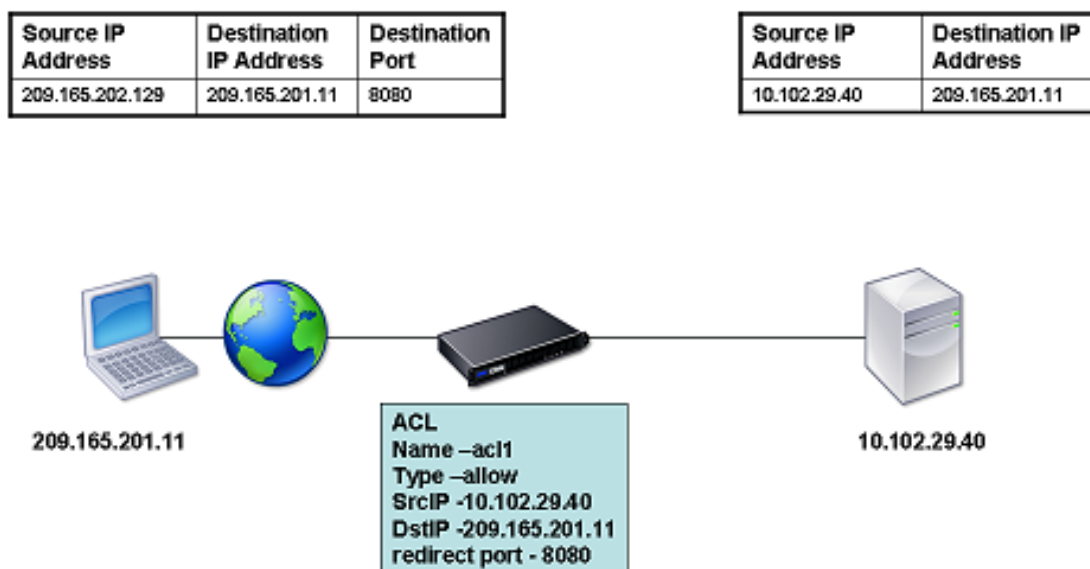 Source IP Address
Destination IP Address
Destination Port
209.165.202.129
209.165.201.11
8080
Source IP Address
Destination IP Address
10.102.29.40
209.165.201.11
209.165.201.11
10.102.29.40
ACL
Name –acl1
Type –allow
SrcIP -10.102.29.40
DstIP -209.165.201.11
redirect port - 8080